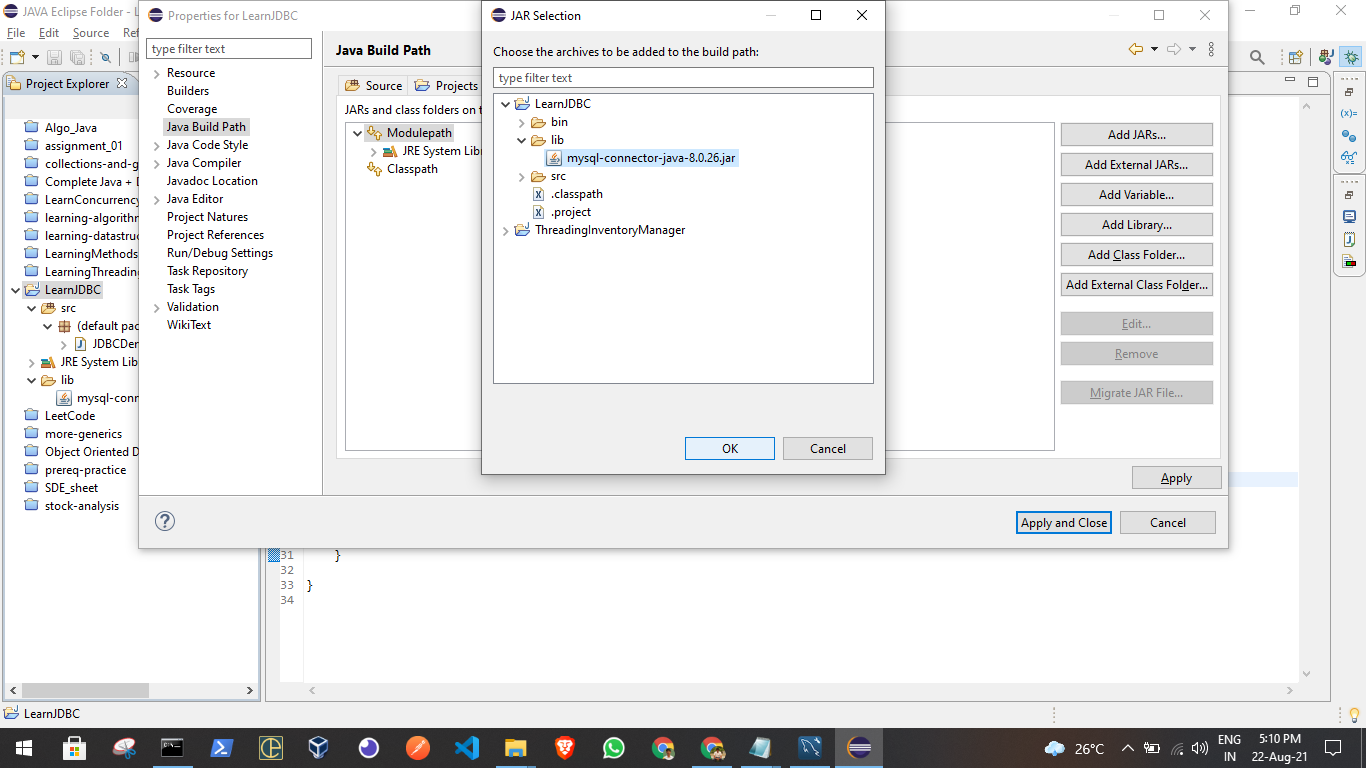 JAVA Eclipse Folder - L
File Edit Source Ref
Project Explorer
Algo_Java
assignment_01
collections-and-g
Complete Java + D
LearnConcurrency
learning-algorithm
learning-datastruc
LearningMethods
LearningThreading
LearnJDBC
src
(default pac
JDBCDem
JRE System Lib
lib
mysql-conn
LeetCode
more-generics
Object Oriented D
prereq-practice
SDE_sheet
stock-analysis
Properties for LearnJDBC
type filter text
Resource
Builders
Coverage
Java Build Path
Java Code Style
Java Compiler
Javadoc Location
Java Editor
Project Natures
Project References
Run/Debug Settings
Task Repository
Task Tags
Validation
WikiText
Java Build Path
Source Projects
JARs and class folders on t
Modulepath
JRE System Libr
Classpath
Add JARs...
Add External JARs...
Add Variable...
Add Library...
Add Class Folder...
Add External Class Folder...
Edit...
Remove
Migrate JAR File...
Apply
? Apply and Close Cancel
JAR Selection
Choose the archives to be added to the build path:
type filter text
LearnJDBC
bin
lib
mysql-connector-java-8.0.26.jar
src
.classpath
.project
ThreadingInventoryManager
OK Cancel
31 }
32
33 }
34
LearnJDBC
26°C ENG 5:10 PM
IN 22-Aug-21